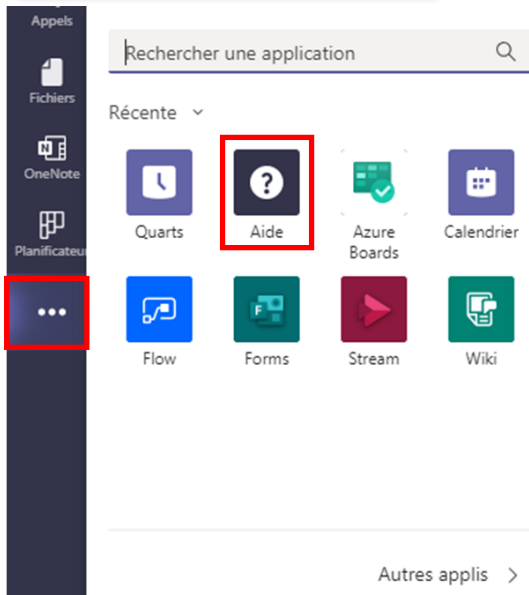 Appels
Fichiers
OneNote
Planificateur
Rechercher une application
Récente
Quarts
Aide
Azure
Boards
Calendrier
Flow
Forms
Stream
Wiki
Autres applis